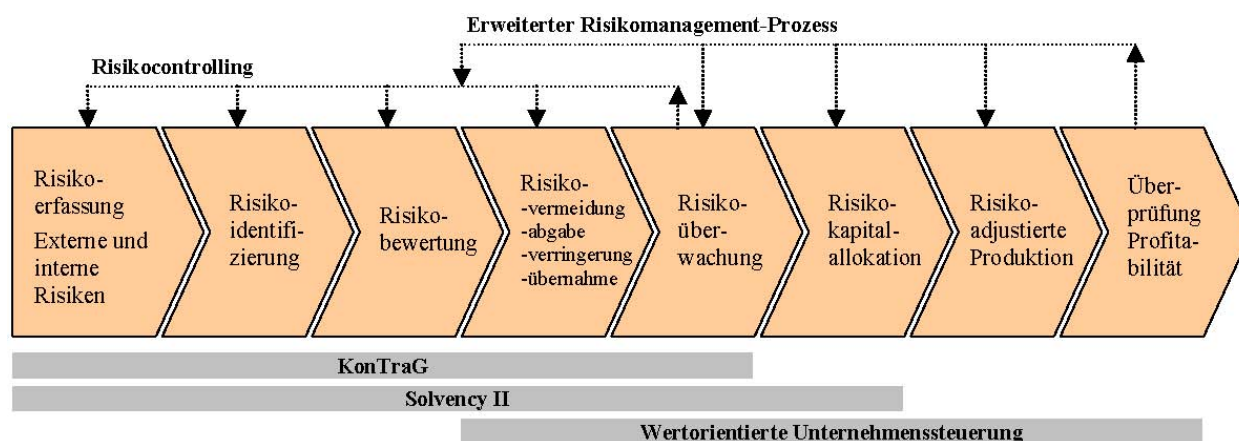 Erweiterter Risikomanagement-Prozess
Risikocontrolling
Risiko-
erfassung
Externe und
interne
Risiken
Risiko-
identifi-
zierung
Risiko-
bewertung
Risiko-
-vermeidung
-abgabe
-verringerung
-übernahme
Risiko-
über-
wachung
Risiko-
kapital-
allokation
Risiko-
adjustierte
Produktion
Über-
prüfung
Profita-
bilität
KonTraG
Solvency II
Wertorientierte Unternehmenssteuerung